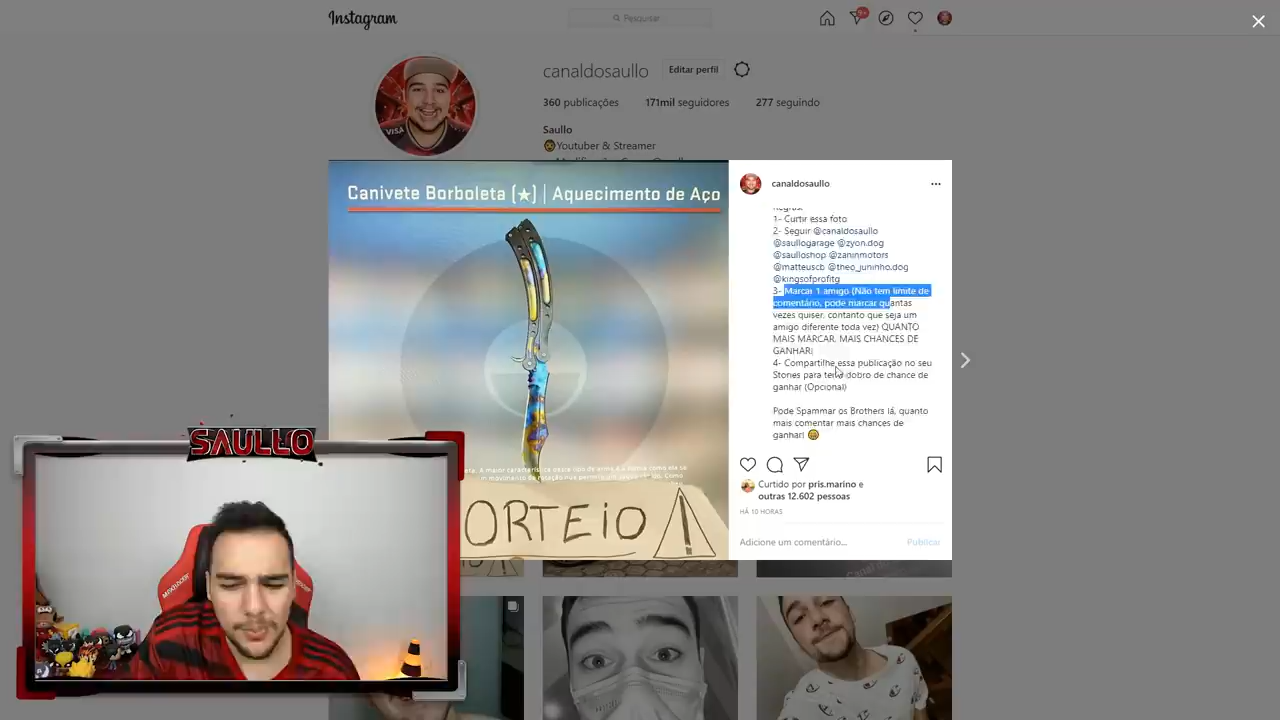 Instagram
Pesquisar
9+
canaldosaullo
Editar perfil
360 publicações 171mil seguidores 277 seguindo
Saullo
Youtuber & Streamer
VISA
Canivete Borboleta (★) | Aquecimento de Aço
ORTEIO
canaldosaullo
Regras:
1- Curtir essa foto
2- Seguir @canaldosaullo
@saullogarage @zyon.dog
@saulloshop @zaninmotors
@matteuscb @theo_juninho.dog
@kingsofprofitg
3- Marcar 1 amigo (Não tem limite de
comentário, pode marcar quantas
vezes quiser, contanto que seja um
amigo diferente toda vez) QUANTO
MAIS MARCAR, MAIS CHANCES DE
GANHAR!
4- Compartilhe essa publicação no seu
Stories para ter o dobro de chance de
ganhar (Opcional)
Pode Spammar os Brothers lá, quanto
mais comentar mais chances de
ganhar!
Curtido por pris.marino e
outras 12.602 pessoas
HÁ 10 HORAS
Adicione um comentário...
Publicar
SAULLO